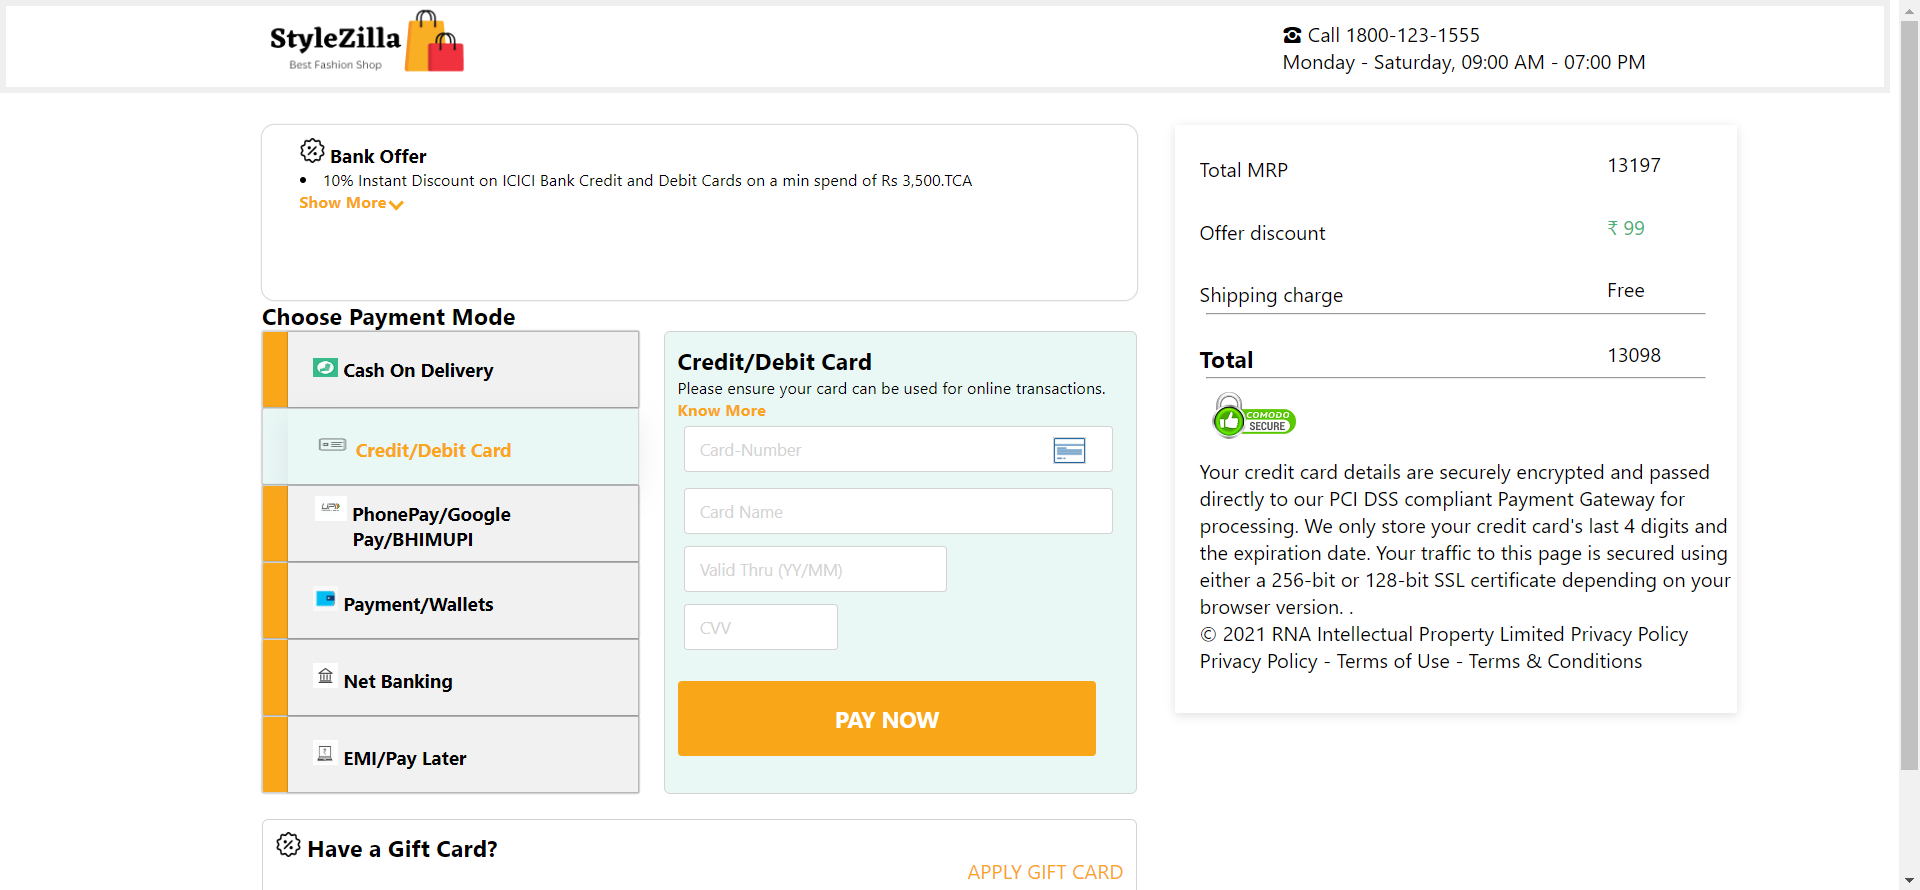 StyleZilla
Best Fashion Shop
Call 1800-123-1555
Monday - Saturday, 09:00 AM - 07:00 PM
Bank Offer
10% Instant Discount on ICICI Bank Credit and Debit Cards on a min spend of Rs 3,500.TCA
Show More
Choose Payment Mode
Cash On Delivery
Credit/Debit Card
UPI
PhonePay/Google
Pay/BHIMUPI
Payment/Wallets
Net Banking
EMI/Pay Later
Credit/Debit Card
Please ensure your card can be used for online transactions.
Know More
Card-Number
Card Name
Valid Thru (YY/MM)
CVV
PAY NOW
Have a Gift Card?
APPLY GIFT CARD
Total MRP 13197
Offer discount ₹ 99
Shipping charge Free
Total 13098
COMODO
SECURE
Your credit card details are securely encrypted and passed
directly to our PCI DSS compliant Payment Gateway for
processing. We only store your credit card's last 4 digits and
the expiration date. Your traffic to this page is secured using
either a 256-bit or 128-bit SSL certificate depending on your
browser version. .
© 2021 RNA Intellectual Property Limited Privacy Policy
Privacy Policy - Terms of Use - Terms & Conditions